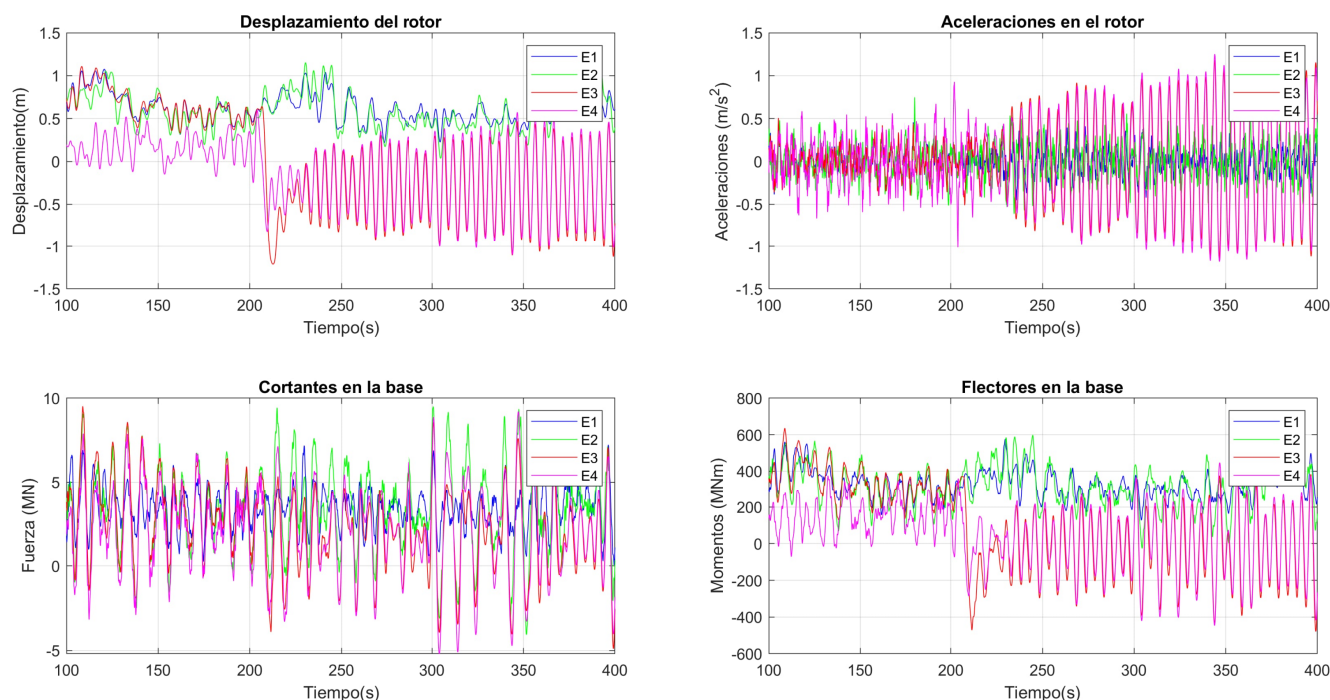 Desplazamiento del rotor
1.5
1
0.5
0
-0.5
-1
-1.5
Desplazamiento(m)
100 150 200 250 300 350 400
Tiempo(s)
E1
E2
E3
E4
Aceleraciones en el rotor
1.5
1
0.5
0
-0.5
-1
-1.5
Aceleraciones (m/s²)
100 150 200 250 300 350 400
Tiempo(s)
E1
E2
E3
E4
Cortantes en la base
10
5
0
-5
Fuerza (MN)
100 150 200 250 300 350 400
Tiempo(s)
E1
E2
E3
E4
Flectores en la base
800
600
400
200
0
-200
-400
-600
Momentos (MNm)
100 150 200 250 300 350 400
Tiempo(s)
E1
E2
E3
E4